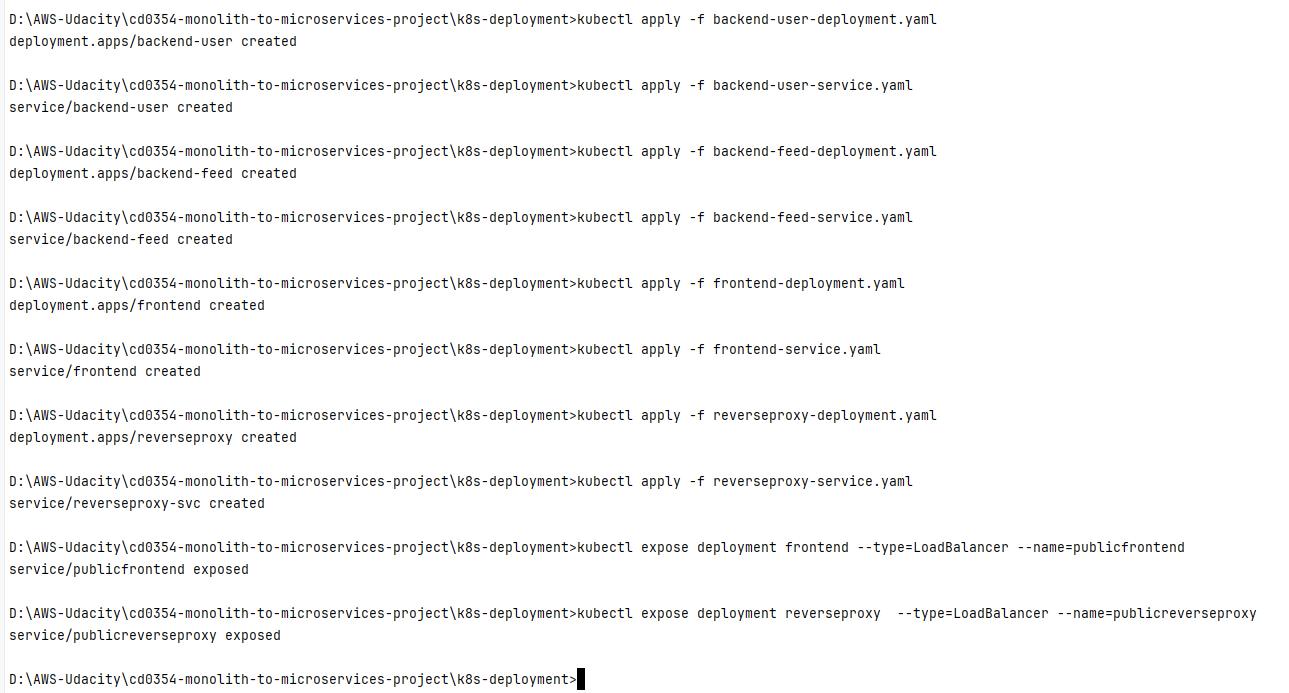 D:\AWS-Udacity\cd0354-monolith-to-microservices-project\k8s-deployment>kubectl apply -f backend-user-deployment.yaml
deployment.apps/backend-user created
D:\AWS-Udacity\cd0354-monolith-to-microservices-project\k8s-deployment>kubectl apply -f backend-user-service.yaml
service/backend-user created
D:\AWS-Udacity\cd0354-monolith-to-microservices-project\k8s-deployment>kubectl apply -f backend-feed-deployment.yaml
deployment.apps/backend-feed created
D:\AWS-Udacity\cd0354-monolith-to-microservices-project\k8s-deployment>kubectl apply -f backend-feed-service.yaml
service/backend-feed created
D:\AWS-Udacity\cd0354-monolith-to-microservices-project\k8s-deployment>kubectl apply -f frontend-deployment.yaml
deployment.apps/frontend created
D:\AWS-Udacity\cd0354-monolith-to-microservices-project\k8s-deployment>kubectl apply -f frontend-service.yaml
service/frontend created
D:\AWS-Udacity\cd0354-monolith-to-microservices-project\k8s-deployment>kubectl apply -f reverseproxy-deployment.yaml
deployment.apps/reverseproxy created
D:\AWS-Udacity\cd0354-monolith-to-microservices-project\k8s-deployment>kubectl apply -f reverseproxy-service.yaml
service/reverseproxy-svc created
D:\AWS-Udacity\cd0354-monolith-to-microservices-project\k8s-deployment>kubectl expose deployment frontend --type=LoadBalancer --name=publicfrontend
service/publicfrontend exposed
D:\AWS-Udacity\cd0354-monolith-to-microservices-project\k8s-deployment>kubectl expose deployment reverseproxy  --type=LoadBalancer --name=publicreverseproxy
service/publicreverseproxy exposed
D:\AWS-Udacity\cd0354-monolith-to-microservices-project\k8s-deployment>